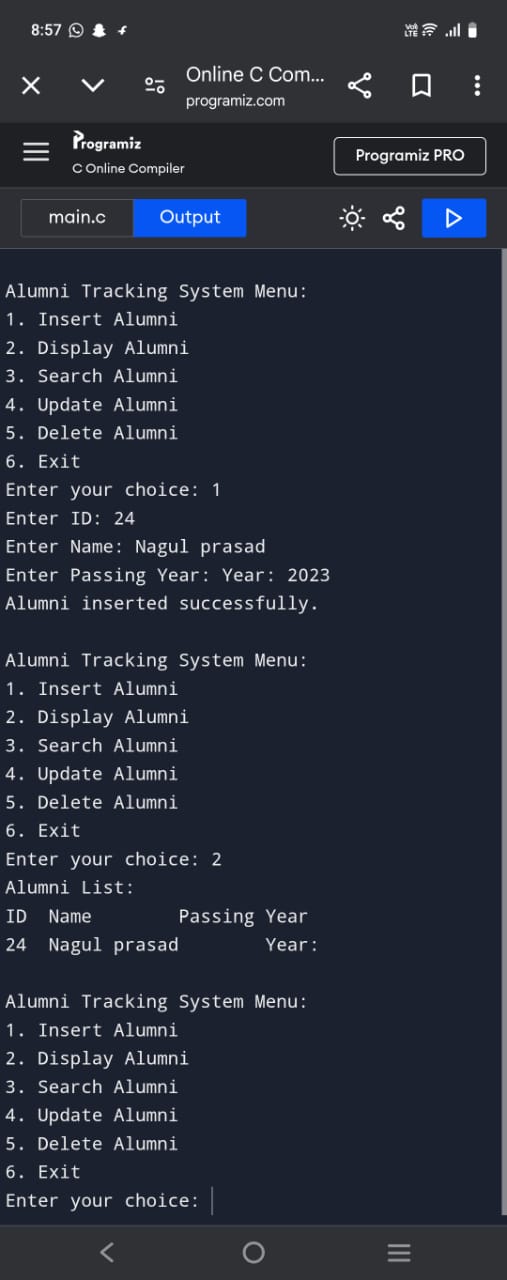 8:57
Vo) LTE
Online C Com...
programiz.com
Programiz
C Online Compiler
Programiz PRO
main.c
Output
Alumni Tracking System Menu:
1. Insert Alumni
2. Display Alumni
3. Search Alumni
4. Update Alumni
5. Delete Alumni
6. Exit
Enter your choice: 1
Enter ID: 24
Enter Name: Nagul prasad
Enter Passing Year: Year: 2023
Alumni inserted successfully.
Alumni Tracking System Menu:
1. Insert Alumni
2. Display Alumni
3. Search Alumni
4. Update Alumni
5. Delete Alumni
6. Exit
Enter your choice: 2
Alumni List:
ID  Name        Passing Year
24  Nagul prasad        Year:
Alumni Tracking System Menu:
1. Insert Alumni
2. Display Alumni
3. Search Alumni
4. Update Alumni
5. Delete Alumni
6. Exit
Enter your choice: